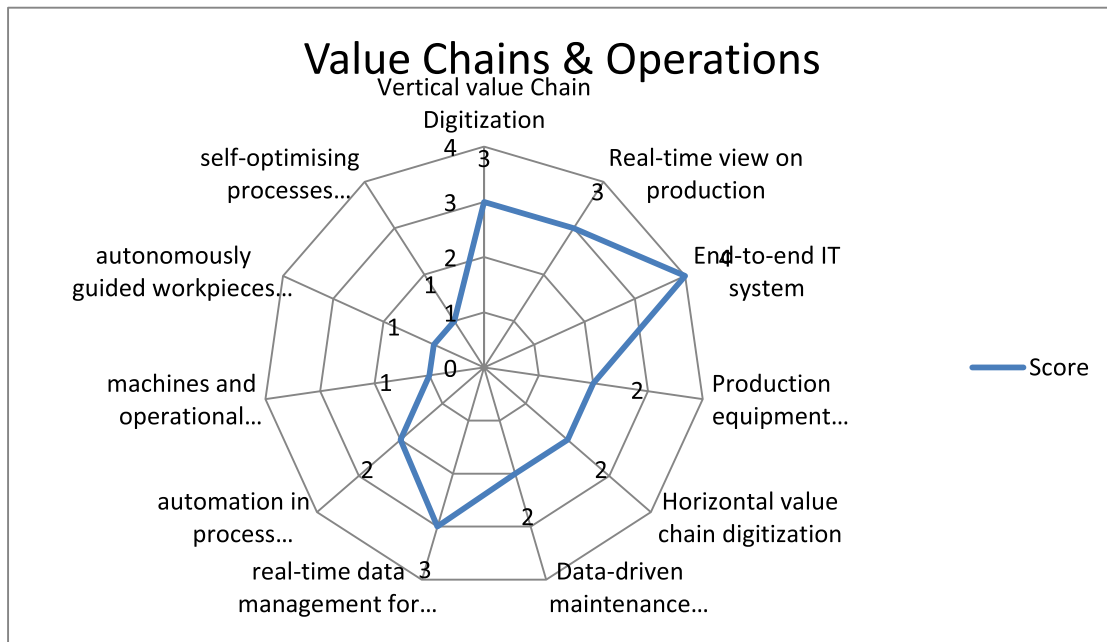 Value Chains & Operations
Vertical value Chain
Digitization
4
3
self-optimising
processes...
Real-time view on
production
3
3
autonomously
guided workpieces...
2
1
End-to-end IT
system
4
1
1
0
Score
machines and
operational...
1
2
Production
equipment...
automation in
process...
2
2
Horizontal value
chain digitization
2
real-time data
management for...
3
Data-driven
maintenance...